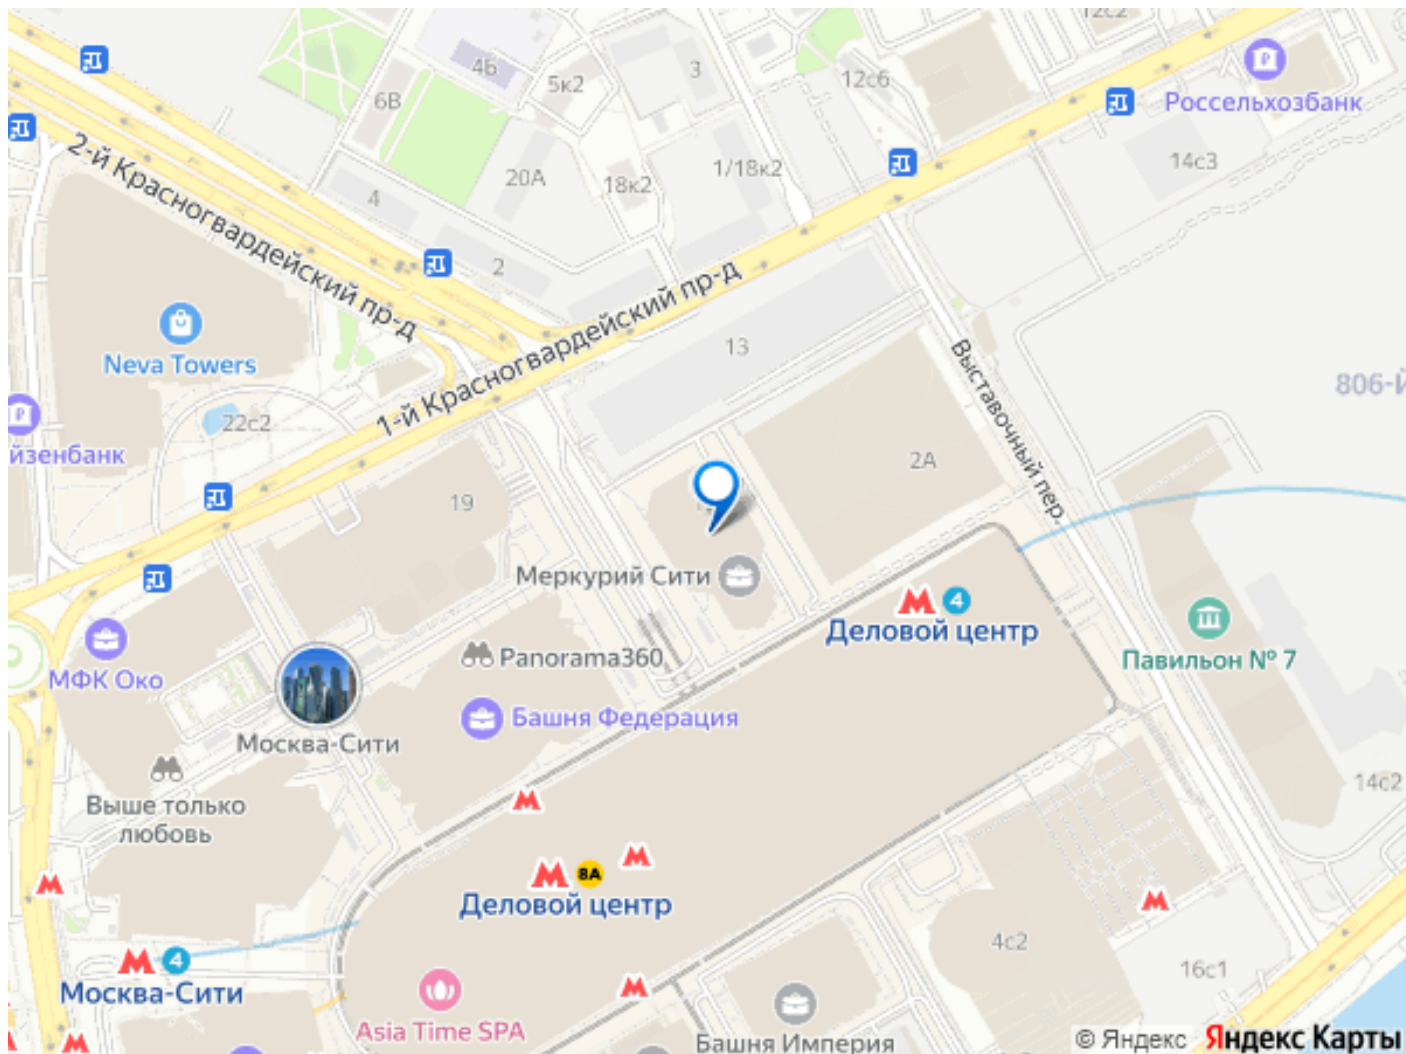 12с2
4Б
3
5к2
12с6
6В
Россельхозбанк
14с3
1/18к2
20А
18к2
4
2-й Красногвардейский пр-д
2
1-й Красногвардейский пр-д
13
Neva Towers
Выставочный пер.
806-Й
22с2
йзенбанк
2А
19
Меркурий Сити
4
Деловой центр
Panorama360
Павильон № 7
МФК Око
Башня Федерация
Москва-Сити
14с2
Выше только
любовь
8А
Деловой центр
4с2
4
16с1
Москва-Сити
Asia Time SPA
Башня Империя
© Яндекс Яндекс Карты